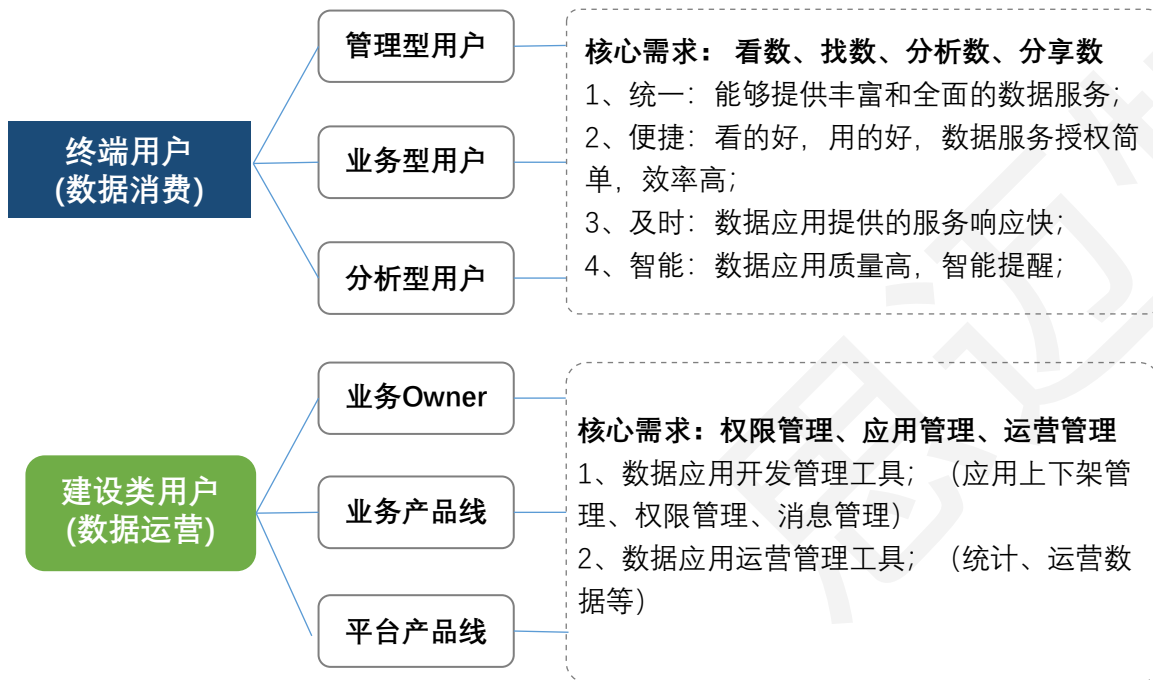 终端用户
(数据消费)
管理型用户
业务型用户
分析型用户
核心需求： 看数、找数、分析数、分享数
1、统一：能够提供丰富和全面的数据服务；
2、便捷：看的好，用的好，数据服务授权简
单，效率高；
3、及时：数据应用提供的服务响应快；
4、智能：数据应用质量高，智能提醒；
建设类用户
(数据运营)
业务Owner
业务产品线
平台产品线
核心需求：权限管理、应用管理、运营管理
1、数据应用开发管理工具；（应用上下架管
理、权限管理、消息管理）
2、数据应用运营管理工具；（统计、运营数
据等）
思迈